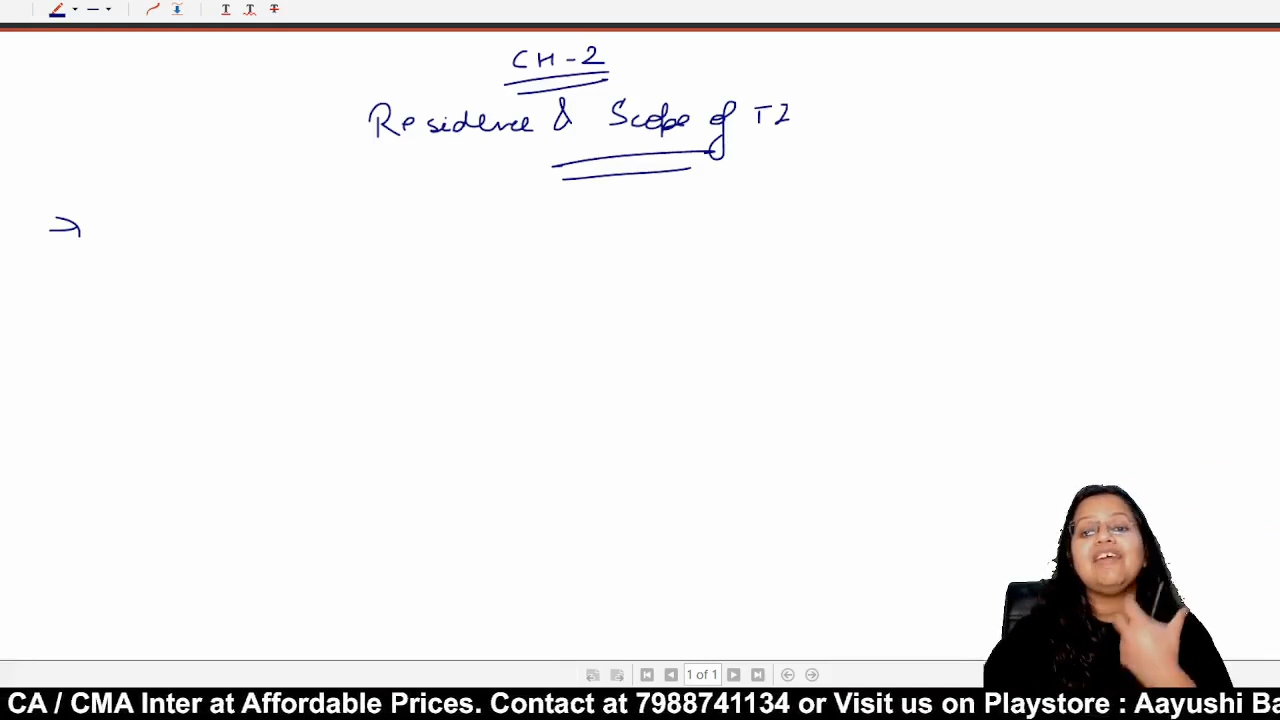 CH-2
Residence & Scope of TI
1 of 1
CA / CMA Inter at Affordable Prices. Contact at 7988741134 or Visit us on Playstore : Aayushi Ba